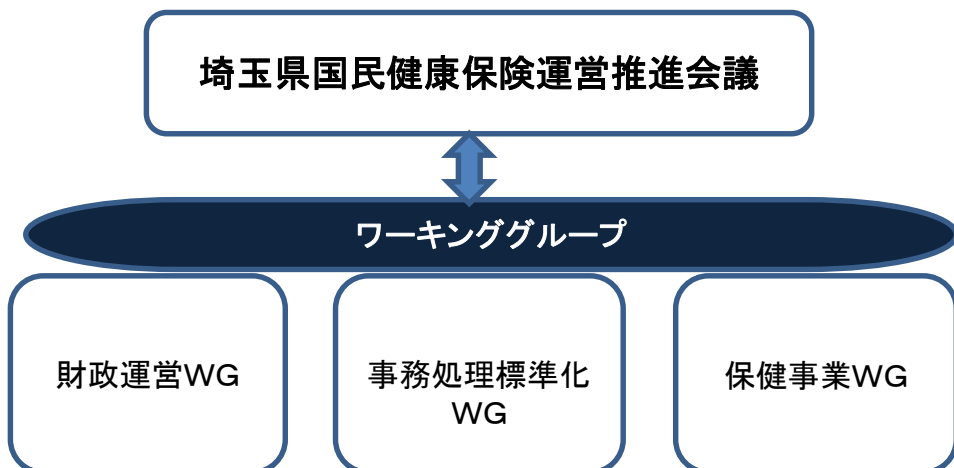 埼玉県国民健康保険運営推進会議
ワーキンググループ
財政運営WG
事務処理標準化
WG
保健事業WG